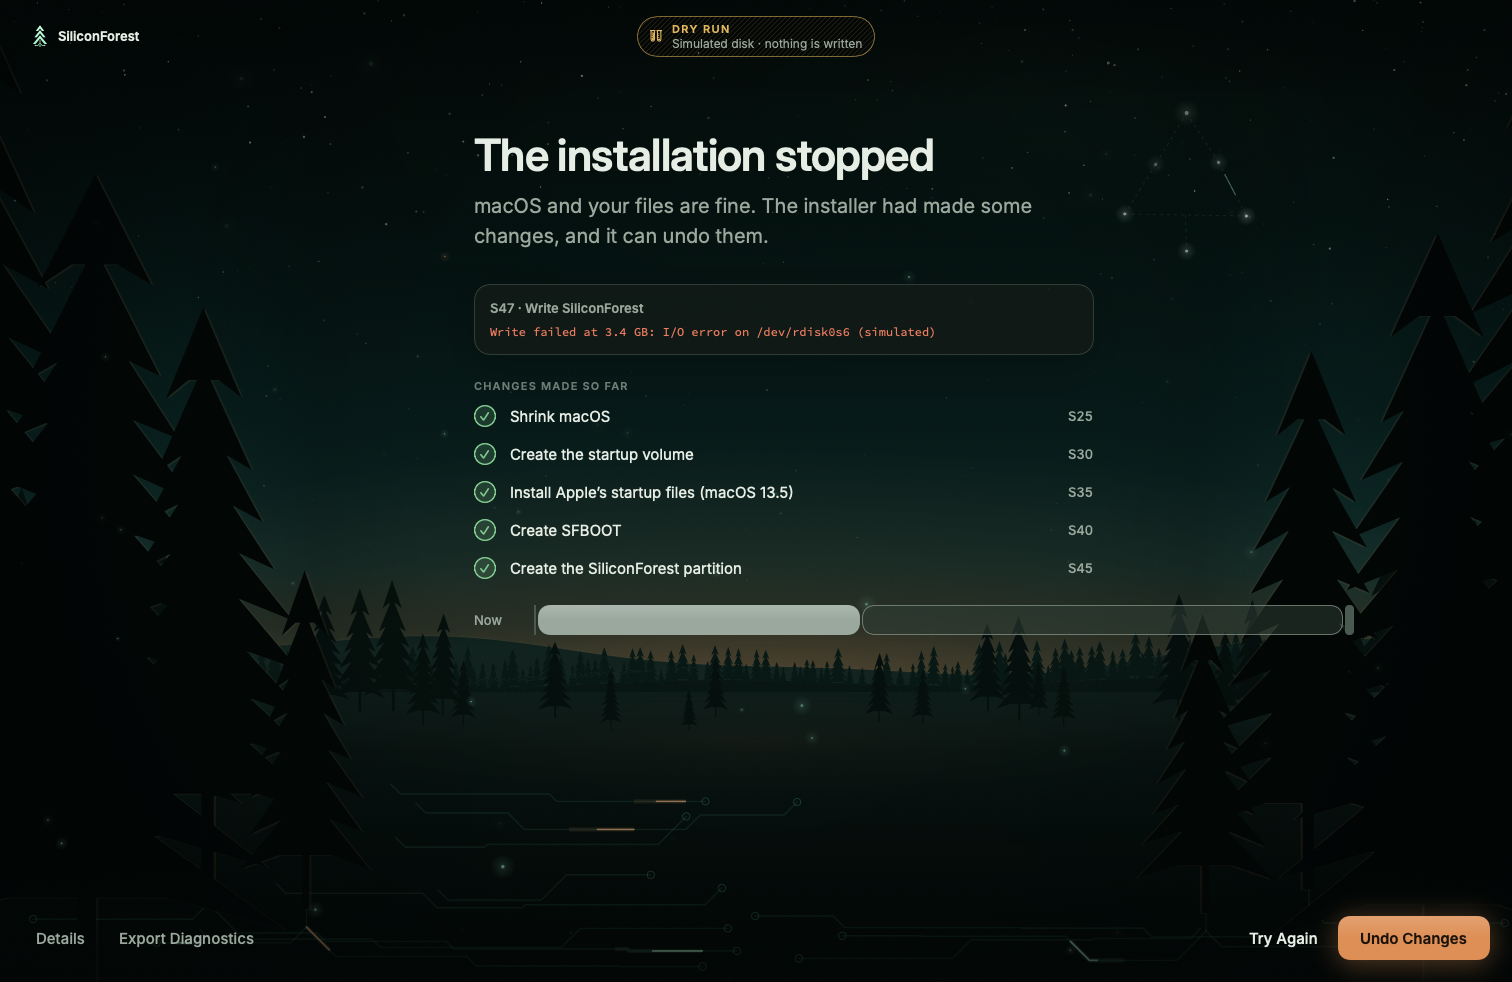 SiliconForest
DRY RUN
Simulated disk · nothing is written
The installation stopped
macOS and your files are fine. The installer had made some
changes, and it can undo them.
S47 · Write SiliconForest
Write failed at 3.4 GB: I/O error on /dev/rdisk0s6 (simulated)
CHANGES MADE SO FAR
Shrink macOS S25
Create the startup volume S30
Install Apple’s startup files (macOS 13.5) S35
Create SFBOOT S40
Create the SiliconForest partition S45
Now
Details Export Diagnostics Try Again Undo Changes